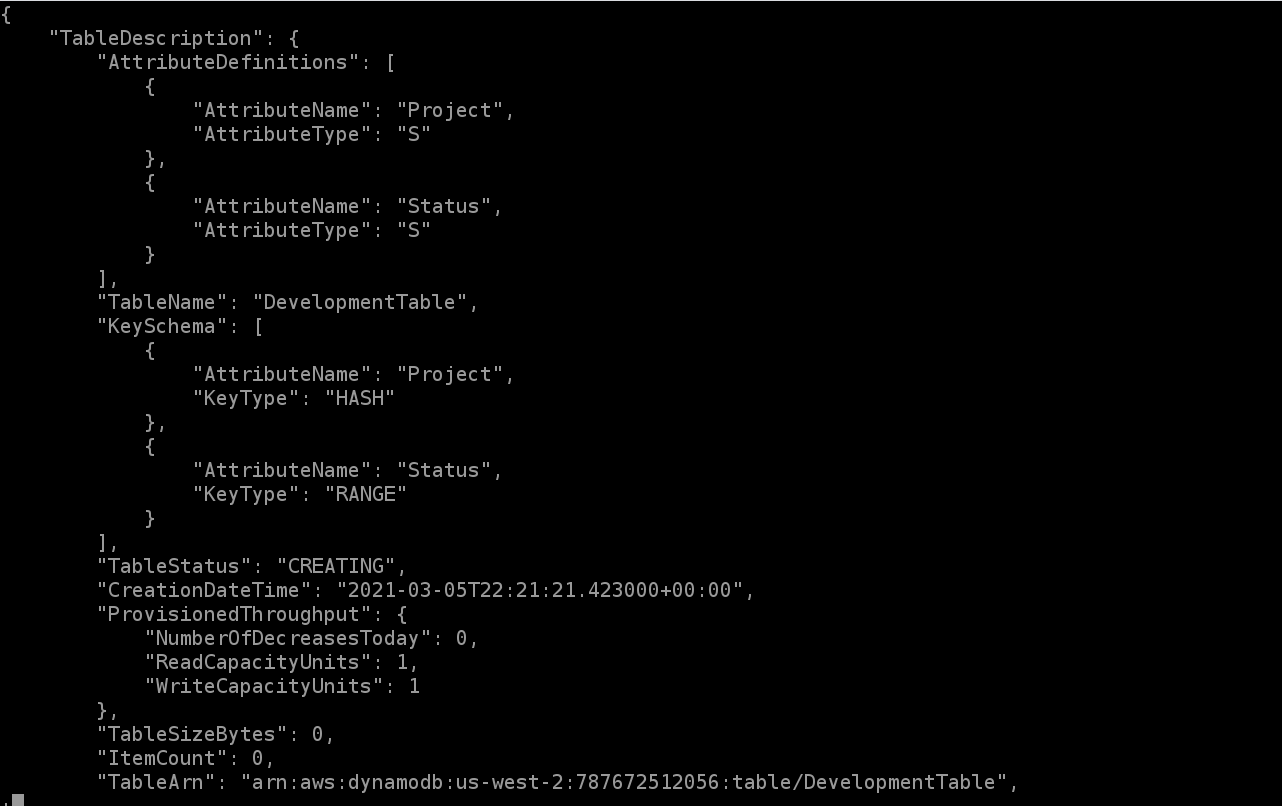 {
    "TableDescription": {
        "AttributeDefinitions": [
            {
                "AttributeName": "Project",
                "AttributeType": "S"
            },
            {
                "AttributeName": "Status",
                "AttributeType": "S"
            }
        ],
        "TableName": "DevelopmentTable",
        "KeySchema": [
            {
                "AttributeName": "Project",
                "KeyType": "HASH"
            },
            {
                "AttributeName": "Status",
                "KeyType": "RANGE"
            }
        ],
        "TableStatus": "CREATING",
        "CreationDateTime": "2021-03-05T22:21:21.423000+00:00",
        "ProvisionedThroughput": {
            "NumberOfDecreasesToday": 0,
            "ReadCapacityUnits": 1,
            "WriteCapacityUnits": 1
        },
        "TableSizeBytes": 0,
        "ItemCount": 0,
        "TableArn": "arn:aws:dynamodb:us-west-2:787672512056:table/DevelopmentTable",